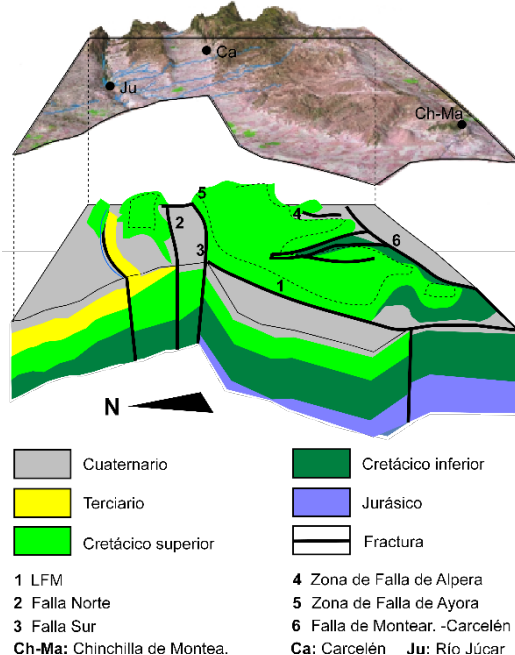 Ca
Ju
Ch-Ma
5
4
2
6
3
1
N
Cuaternario
Cretácico inferior
Terciario
Jurásico
Cretácico superior
Fractura
1 LFM
4 Zona de Falla de Alpera
2 Falla Norte
5 Zona de Falla de Ayora
3 Falla Sur
6 Falla de Montear. -Carcelén
Ch-Ma: Chinchilla de Montea.
Ca: Carcelén Ju: Río Júcar